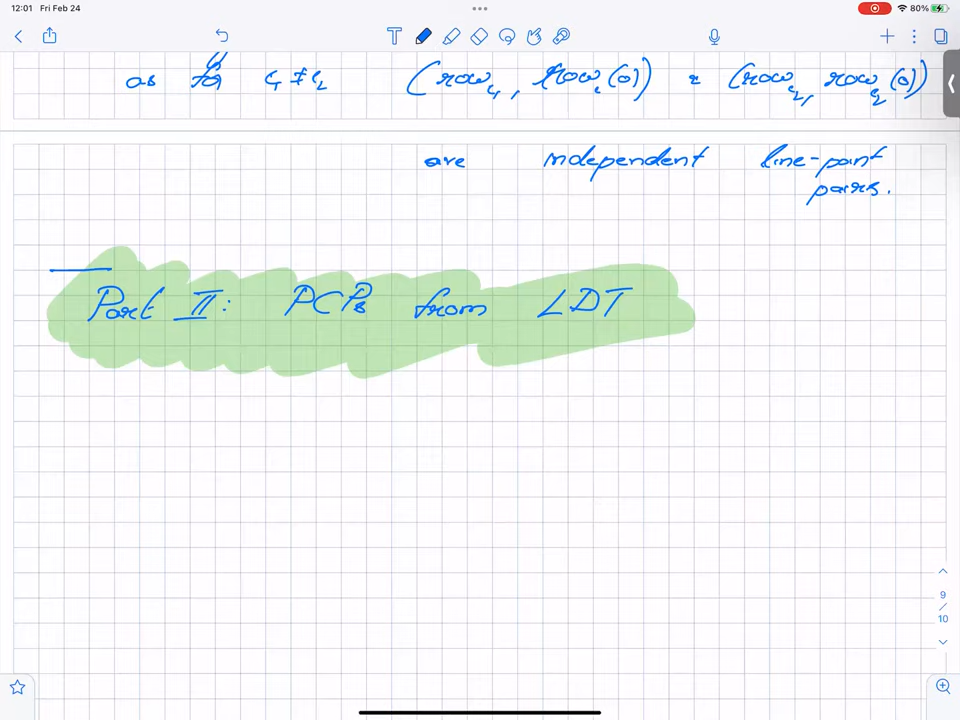 12:01 Fri Feb 24
80%
as for c₁ ≠ c₂ (row_c₁, row_c₁(0)) & (row_c₂, row_c₂(0))
are independent line-point
pairs.
Part II: PCPs from LDT
9
/
10